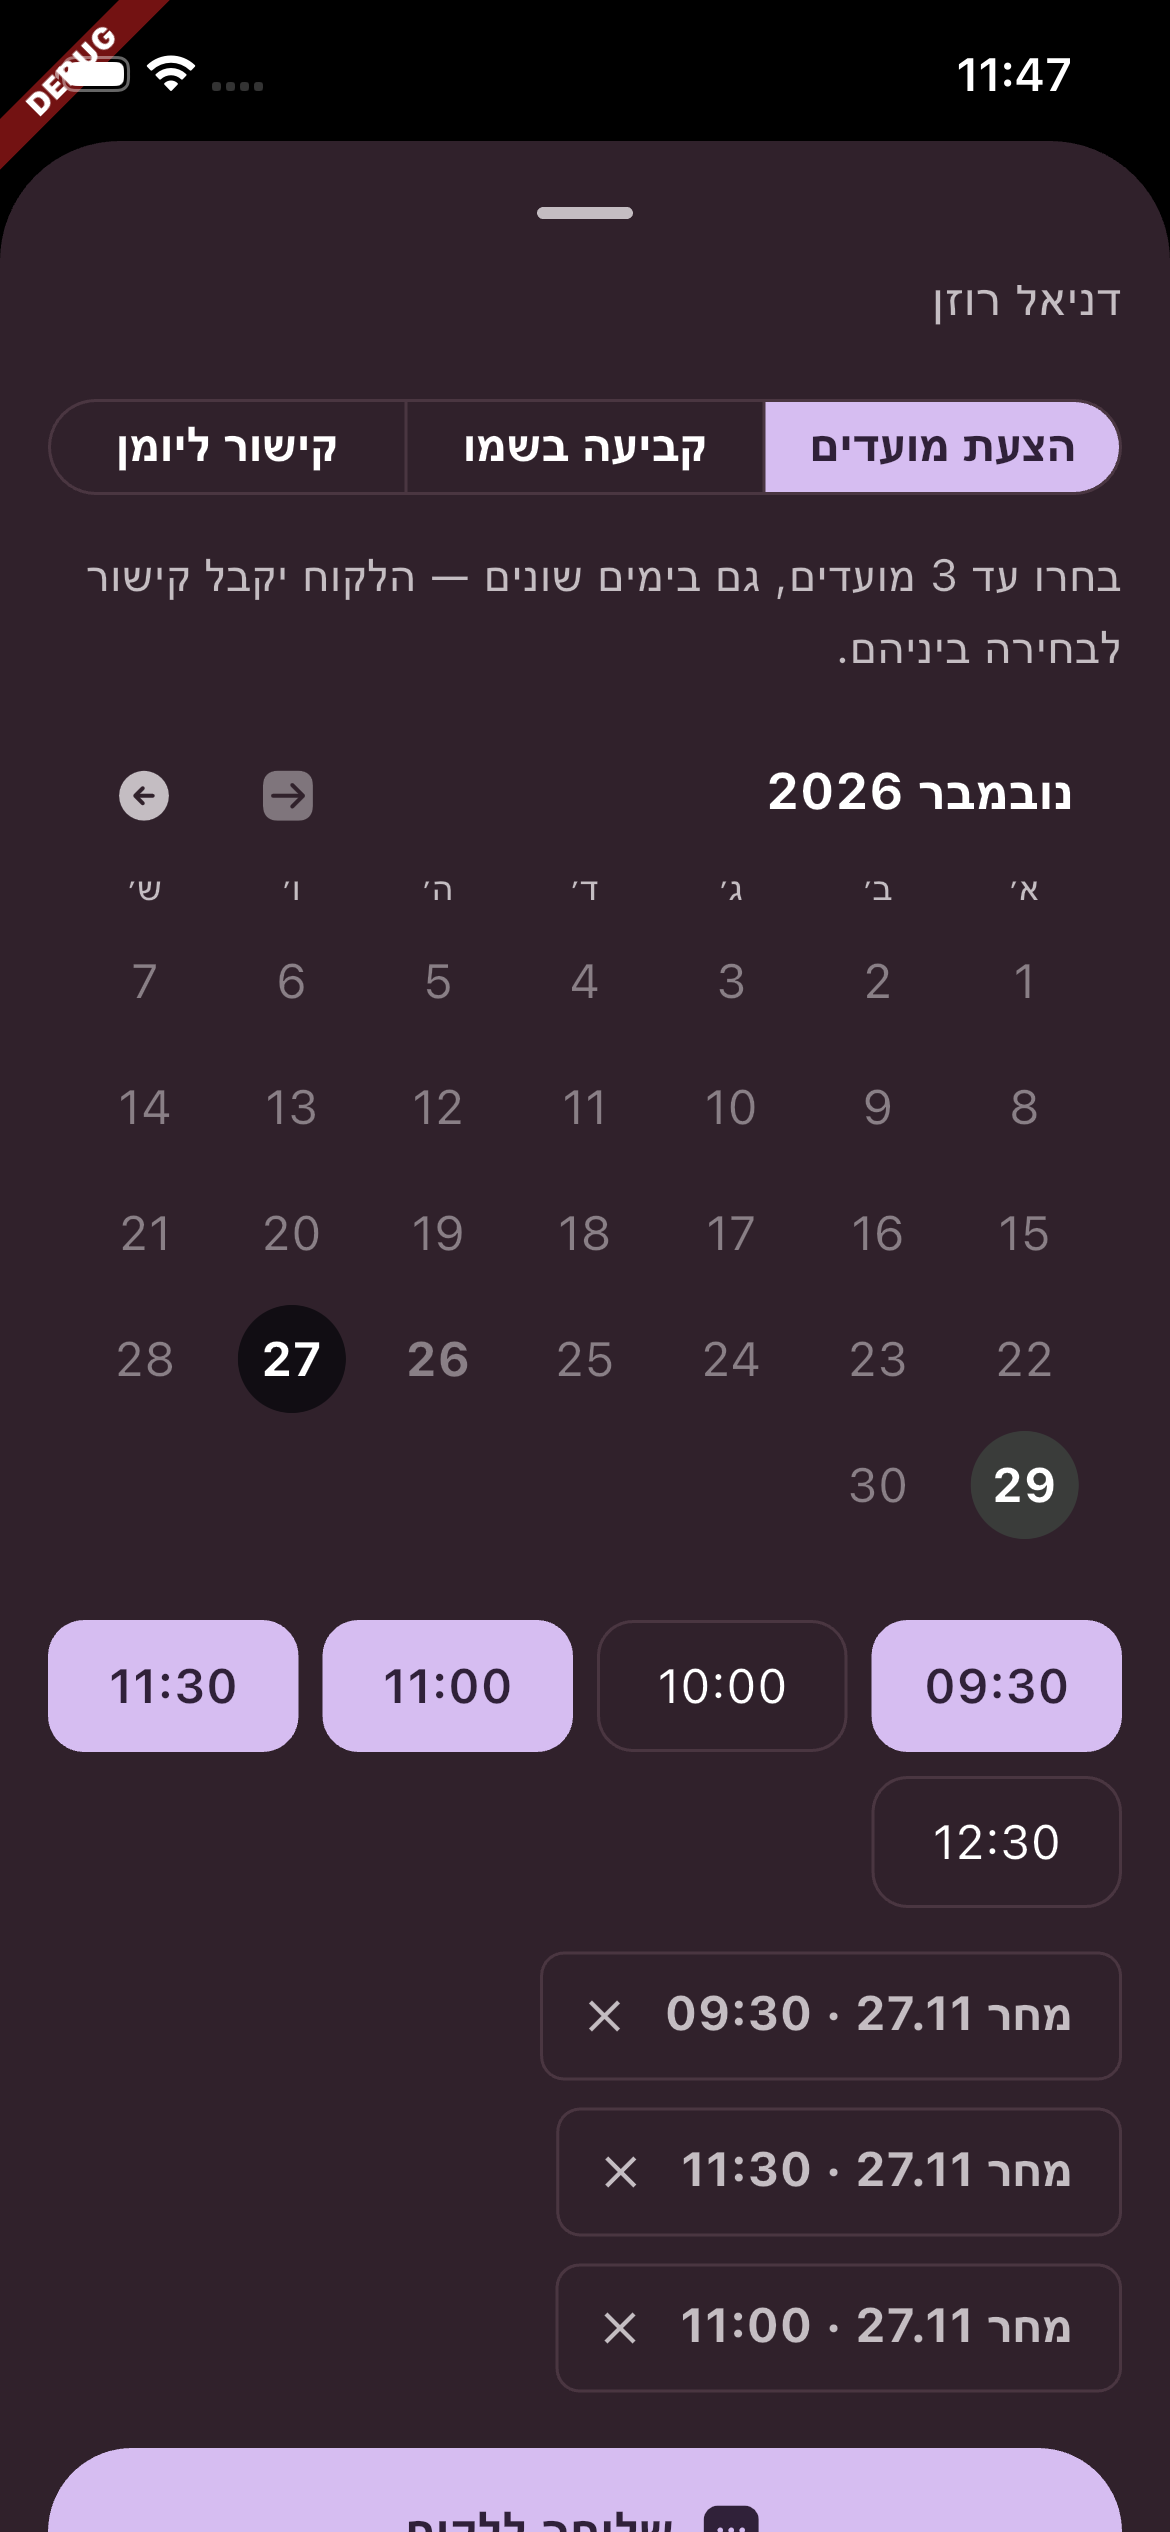 DEBUG
11:47
דניאל רוזן
הצעת מועדים
קביעה בשמו
קישור ליומן
בחרו עד 3 מועדים, גם בימים שונים — הלקוח יקבל קישור
לבחירה ביניהם.
נובמבר 2026
א׳ ב׳ ג׳ ד׳ ה׳ ו׳ ש׳
1 2 3 4 5 6 7
8 9 10 11 12 13 14
15 16 17 18 19 20 21
22 23 24 25 26 27 28
29 30
09:30 10:00 11:00 11:30
12:30
מחר 27.11 · 09:30
מחר 27.11 · 11:30
מחר 27.11 · 11:00
שליחה ללקוח